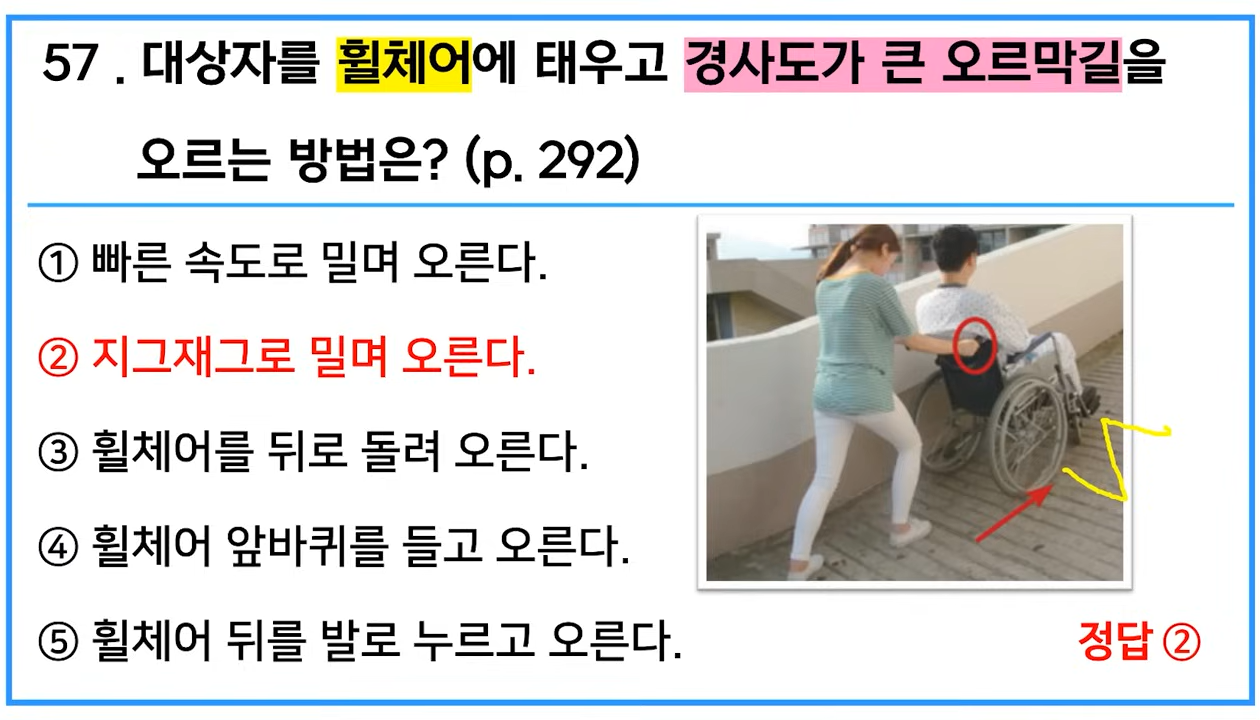 57 . 대상자를 휠체어에 태우고 경사도가 큰 오르막길을
오르는 방법은? (p. 292)
① 빠른 속도로 밀며 오른다.
② 지그재그로 밀며 오른다.
③ 휠체어를 뒤로 돌려 오른다.
④ 휠체어 앞바퀴를 들고 오른다.
⑤ 휠체어 뒤를 발로 누르고 오른다.
정답 ②